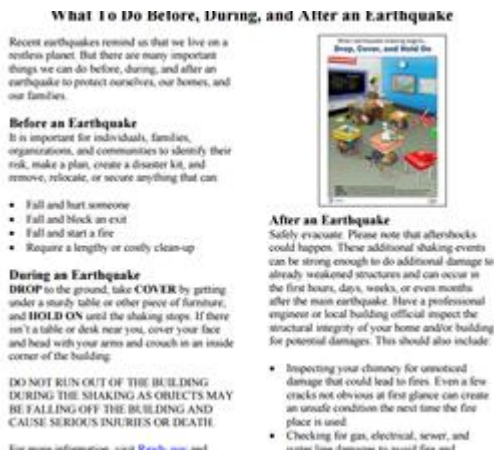 What To Do Before, During, and After an Earthquake
Recent earthquakes remind us that we live on a
restless planet. But there are many important
things we can do before, during, and after an
earthquake to protect ourselves, our homes, and
our families.
Before an Earthquake
It is important for individuals, families,
organizations, and communities to identify their
risk, make a plan, create a disaster kit, and
remove, relocate, or secure anything that can:
• Fall and hurt someone
• Fall and block an exit
• Fall and start a fire
• Require a lengthy or costly clean-up
During an Earthquake
DROP to the ground; take COVER by getting
under a sturdy table or other piece of furniture;
and HOLD ON until the shaking stops. If there
isn't a table or desk near you, cover your face
and head with your arms and crouch in an inside
corner of the building.
DO NOT RUN OUT OF THE BUILDING
DURING THE SHAKING AS OBJECTS MAY
BE FALLING OFF THE BUILDING AND
CAUSE SERIOUS INJURIES OR DEATH.
For more information, visit Ready.gov and
Drop, Cover, and Hold On
After an Earthquake
Safely evacuate. Please note that aftershocks
could happen. These additional shaking events
can be strong enough to do additional damage to
already weakened structures and can occur in
the first hours, days, weeks, or even months
after the main earthquake. Have a professional
engineer or local building official inspect the
structural integrity of your home and/or building
for potential damages. This should also include:
• Inspecting your chimney for unnoticed
damage that could lead to fires. Even a few
cracks not obvious at first glance can create
an unsafe condition the next time the fire
place is used.
• Checking for gas, electrical, sewer, and
water line damages to avoid fire and